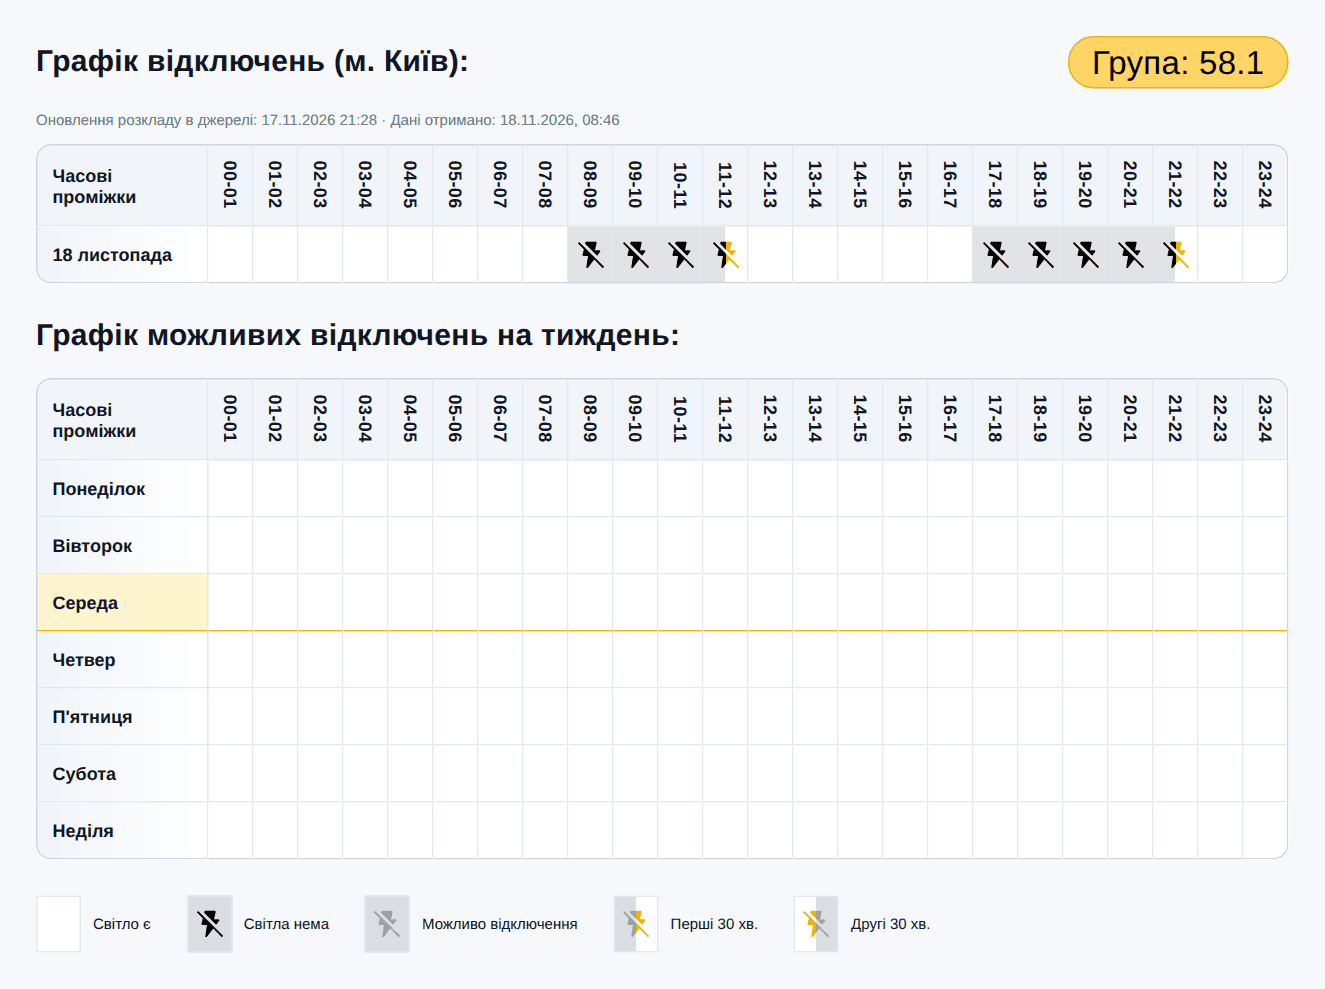 Графік відключень (м. Київ):
Група: 58.1
Оновлення розкладу в джерелі: 17.11.2026 21:28 · Дані отримано: 18.11.2026, 08:46
Часові проміжки 00-01 01-02 02-03 03-04 04-05 05-06 06-07 07-08 08-09 09-10 10-11 11-12 12-13 13-14 14-15 15-16 16-17 17-18 18-19 19-20 20-21 21-22 22-23 23-24
18 листопада
Графік можливих відключень на тиждень:
Часові проміжки 00-01 01-02 02-03 03-04 04-05 05-06 06-07 07-08 08-09 09-10 10-11 11-12 12-13 13-14 14-15 15-16 16-17 17-18 18-19 19-20 20-21 21-22 22-23 23-24
Понеділок
Вівторок
Середа
Четвер
П'ятниця
Субота
Неділя
Світло є Світла нема Можливо відключення Перші 30 хв. Другі 30 хв.